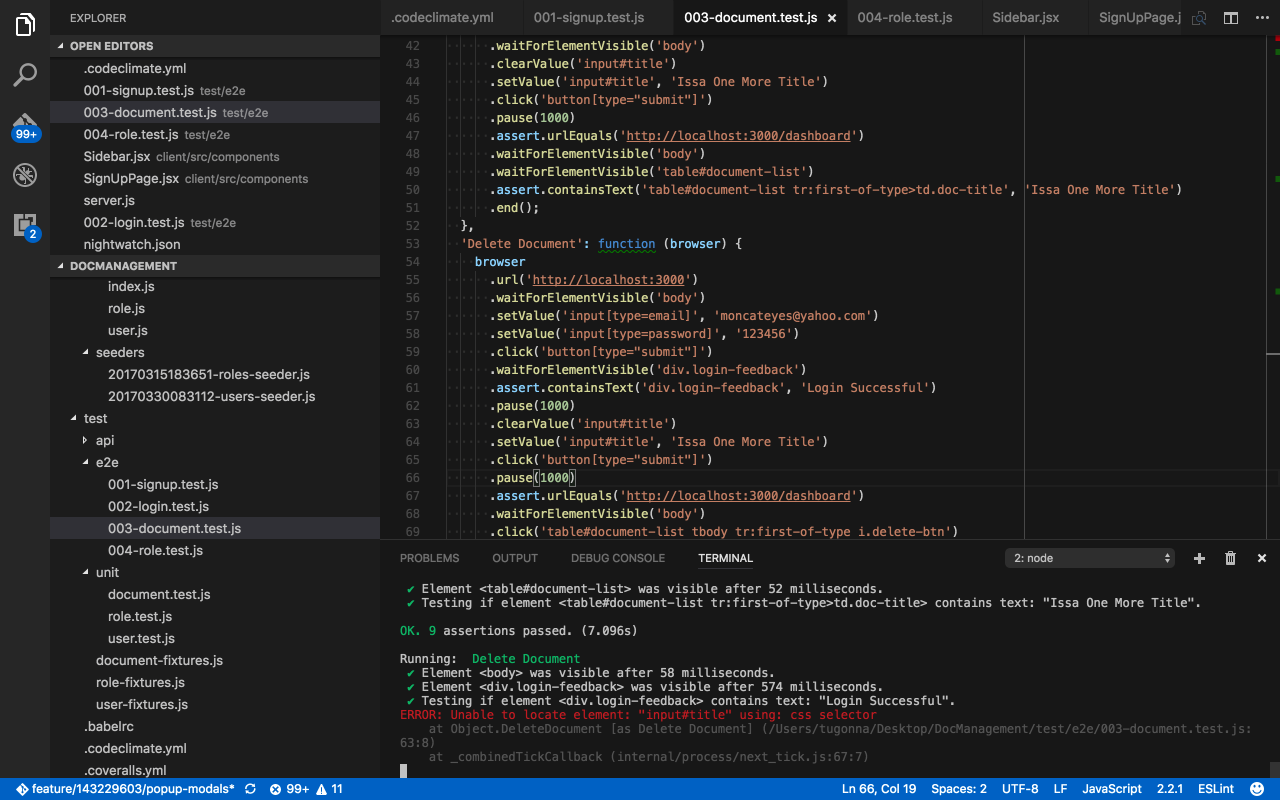 EXPLORER
OPEN EDITORS
.codeclimate.yml
001-signup.test.js test/e2e
003-document.test.js test/e2e
004-role.test.js test/e2e
Sidebar.jsx client/src/components
SignUpPage.jsx client/src/components
server.js
002-login.test.js test/e2e
nightwatch.json
DOCMANAGEMENT
index.js
role.js
user.js
seeders
20170315183651-roles-seeder.js
20170330083112-users-seeder.js
test
api
e2e
001-signup.test.js
002-login.test.js
003-document.test.js
004-role.test.js
unit
document.test.js
role.test.js
user.test.js
document-fixtures.js
role-fixtures.js
user-fixtures.js
.babelrc
.codeclimate.yml
.coveralls.yml
99+
2
.codeclimate.yml 001-signup.test.js 003-document.test.js × 004-role.test.js Sidebar.jsx SignUpPage.j
42 .waitForElementVisible('body')
43 .clearValue('input#title')
44 .setValue('input#title', 'Issa One More Title')
45 .click('button[type="submit"]')
46 .pause(1000)
47 .assert.urlEquals('http://localhost:3000/dashboard')
48 .waitForElementVisible('body')
49 .waitForElementVisible('table#document-list')
50 .assert.containsText('table#document-list tr:first-of-type>td.doc-title', 'Issa One More Title')
51 .end();
52 },
53 'Delete Document': function (browser) {
54 browser
55 .url('http://localhost:3000')
56 .waitForElementVisible('body')
57 .setValue('input[type=email]', 'moncateyes@yahoo.com')
58 .setValue('input[type=password]', '123456')
59 .click('button[type="submit"]')
60 .waitForElementVisible('div.login-feedback')
61 .assert.containsText('div.login-feedback', 'Login Successful')
62 .pause(1000)
63 .clearValue('input#title')
64 .setValue('input#title', 'Issa One More Title')
65 .click('button[type="submit"]')
66 .pause(1000)
67 .assert.urlEquals('http://localhost:3000/dashboard')
68 .waitForElementVisible('body')
69 .click('table#document-list tbody tr:first-of-type i.delete-btn')
PROBLEMS OUTPUT DEBUG CONSOLE TERMINAL 2: node
✔ Element <table#document-list> was visible after 52 milliseconds.
✔ Testing if element <table#document-list tr:first-of-type>td.doc-title> contains text: "Issa One More Title".
OK. 9 assertions passed. (7.096s)
Running: Delete Document
✔ Element <body> was visible after 58 milliseconds.
✔ Element <div.login-feedback> was visible after 574 milliseconds.
✔ Testing if element <div.login-feedback> contains text: "Login Successful".
ERROR: Unable to locate element: "input#title" using: css selector
at Object.DeleteDocument [as Delete Document] (/Users/tugonna/Desktop/DocManagement/test/e2e/003-document.test.js:
63:8)
at _combinedTickCallback (internal/process/next_tick.js:67:7)
feature/143229603/popup-modals* 99+ 11 Ln 66, Col 19 Spaces: 2 UTF-8 LF JavaScript 2.2.1 ESLint